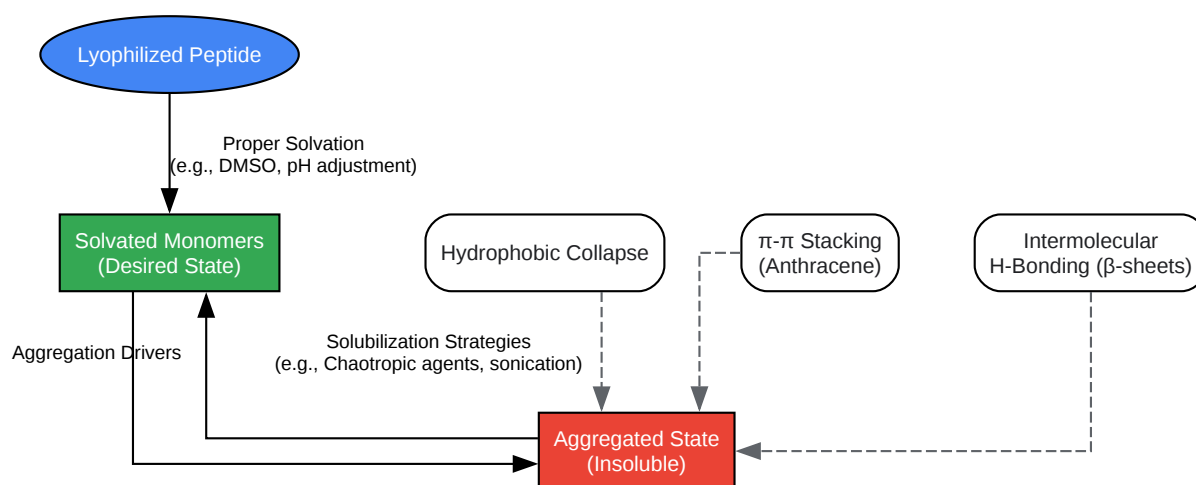 Lyophilized Peptide
Proper Solvation
(e.g., DMSO, pH adjustment)
Solvated Monomers
(Desired State)
Hydrophobic Collapse
π-π Stacking
(Anthracene)
Intermolecular
H-Bonding (β-sheets)
Aggregation Drivers
Solubilization Strategies
(e.g., Chaotropic agents, sonication)
Aggregated State
(Insoluble)